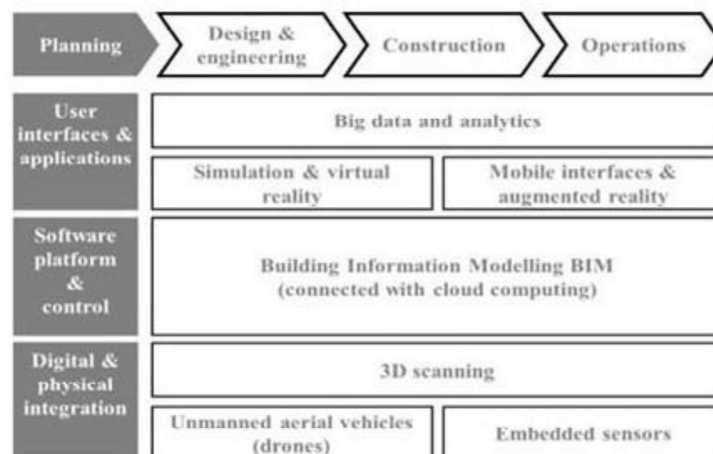 Planning
Design &
engineering
Construction
Operations
User
interfaces &
applications
Big data and analytics
Simulation & virtual
reality
Mobile interfaces &
augmented reality
Software
platform
&
control
Building Information Modelling BIM
(connected with cloud computing)
Digital &
physical
integration
3D scanning
Unmanned aerial vehicles
(drones)
Embedded sensors